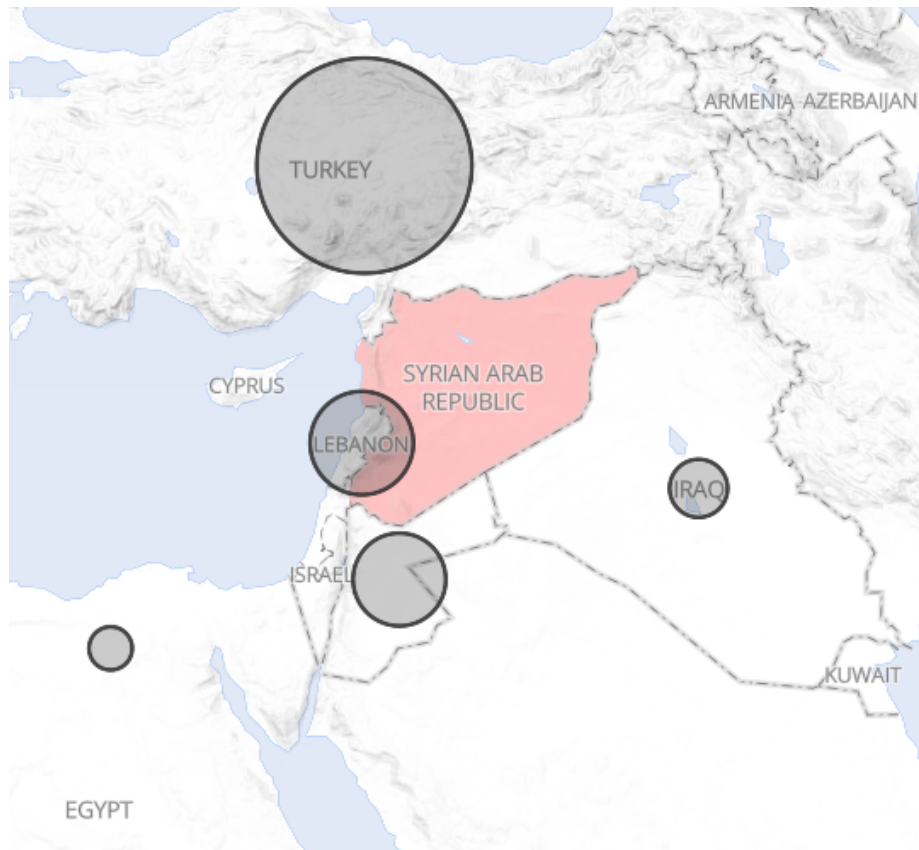 ARMENIA
AZERBAIJAN
TURKEY
SYRIAN ARAB
REPUBLIC
CYPRUS
LEBANON
IRAQ
ISRAEL
KUWAIT
EGYPT